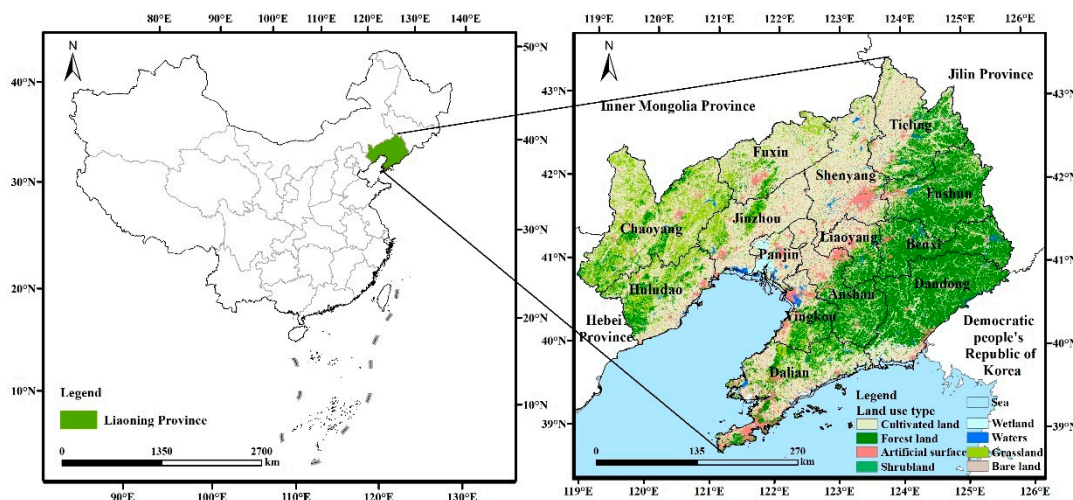 80°E 90°E 100°E 110°E 120°E 130°E 140°E
N
50°N
40°N
40°N
30°N
30°N
20°N
20°N
10°N
10°N
Legend
Liaoning Province
0 1350 2700
km
90°E 100°E 110°E 120°E 130°E
119°E 120°E 121°E 122°E 123°E 124°E 125°E 126°E
N
Jilin Province
Inner Mongolia Province
43°N
43°N
Tieling
Fuxin
42°N
42°N
Shenyang
Fushun
Jinzhou
Chaoyang
Liaoyang
Benxi
Panjin
41°N
41°N
Huludao
Anshan
Dandong
Yingkou
Hebei
Province
40°N
40°N
Democratic
people's
Republic of
Korea
Dalian
39°N
39°N
Legend
Land use type
Cultivated land
Forest land
Artificial surface
Shrubland
Sea
Wetland
Waters
Grassland
Bare land
0 135 270
km
119°E 120°E 121°E 122°E 123°E 124°E 125°E 126°E